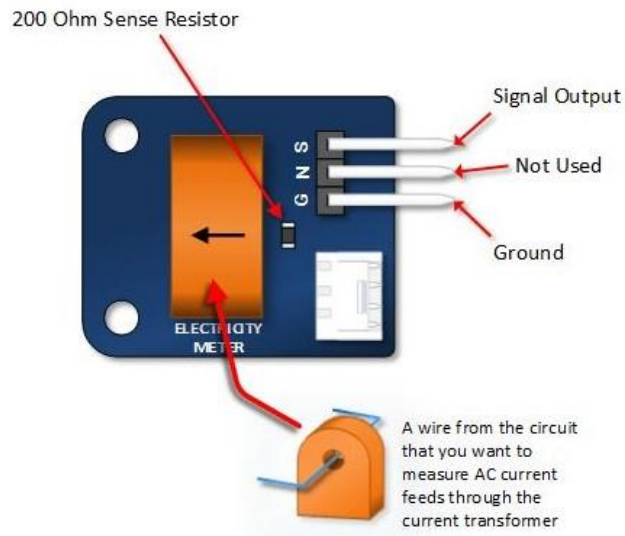 200 Ohm Sense Resistor
Signal Output
S
Not Used
N
G
Ground
ELECTRICITY
METER
A wire from the circuit
that you want to
measure AC current
feeds through the
current transformer